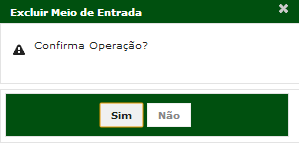 Excluir Meio de Entrada
Confirma Operação?
Sim Não